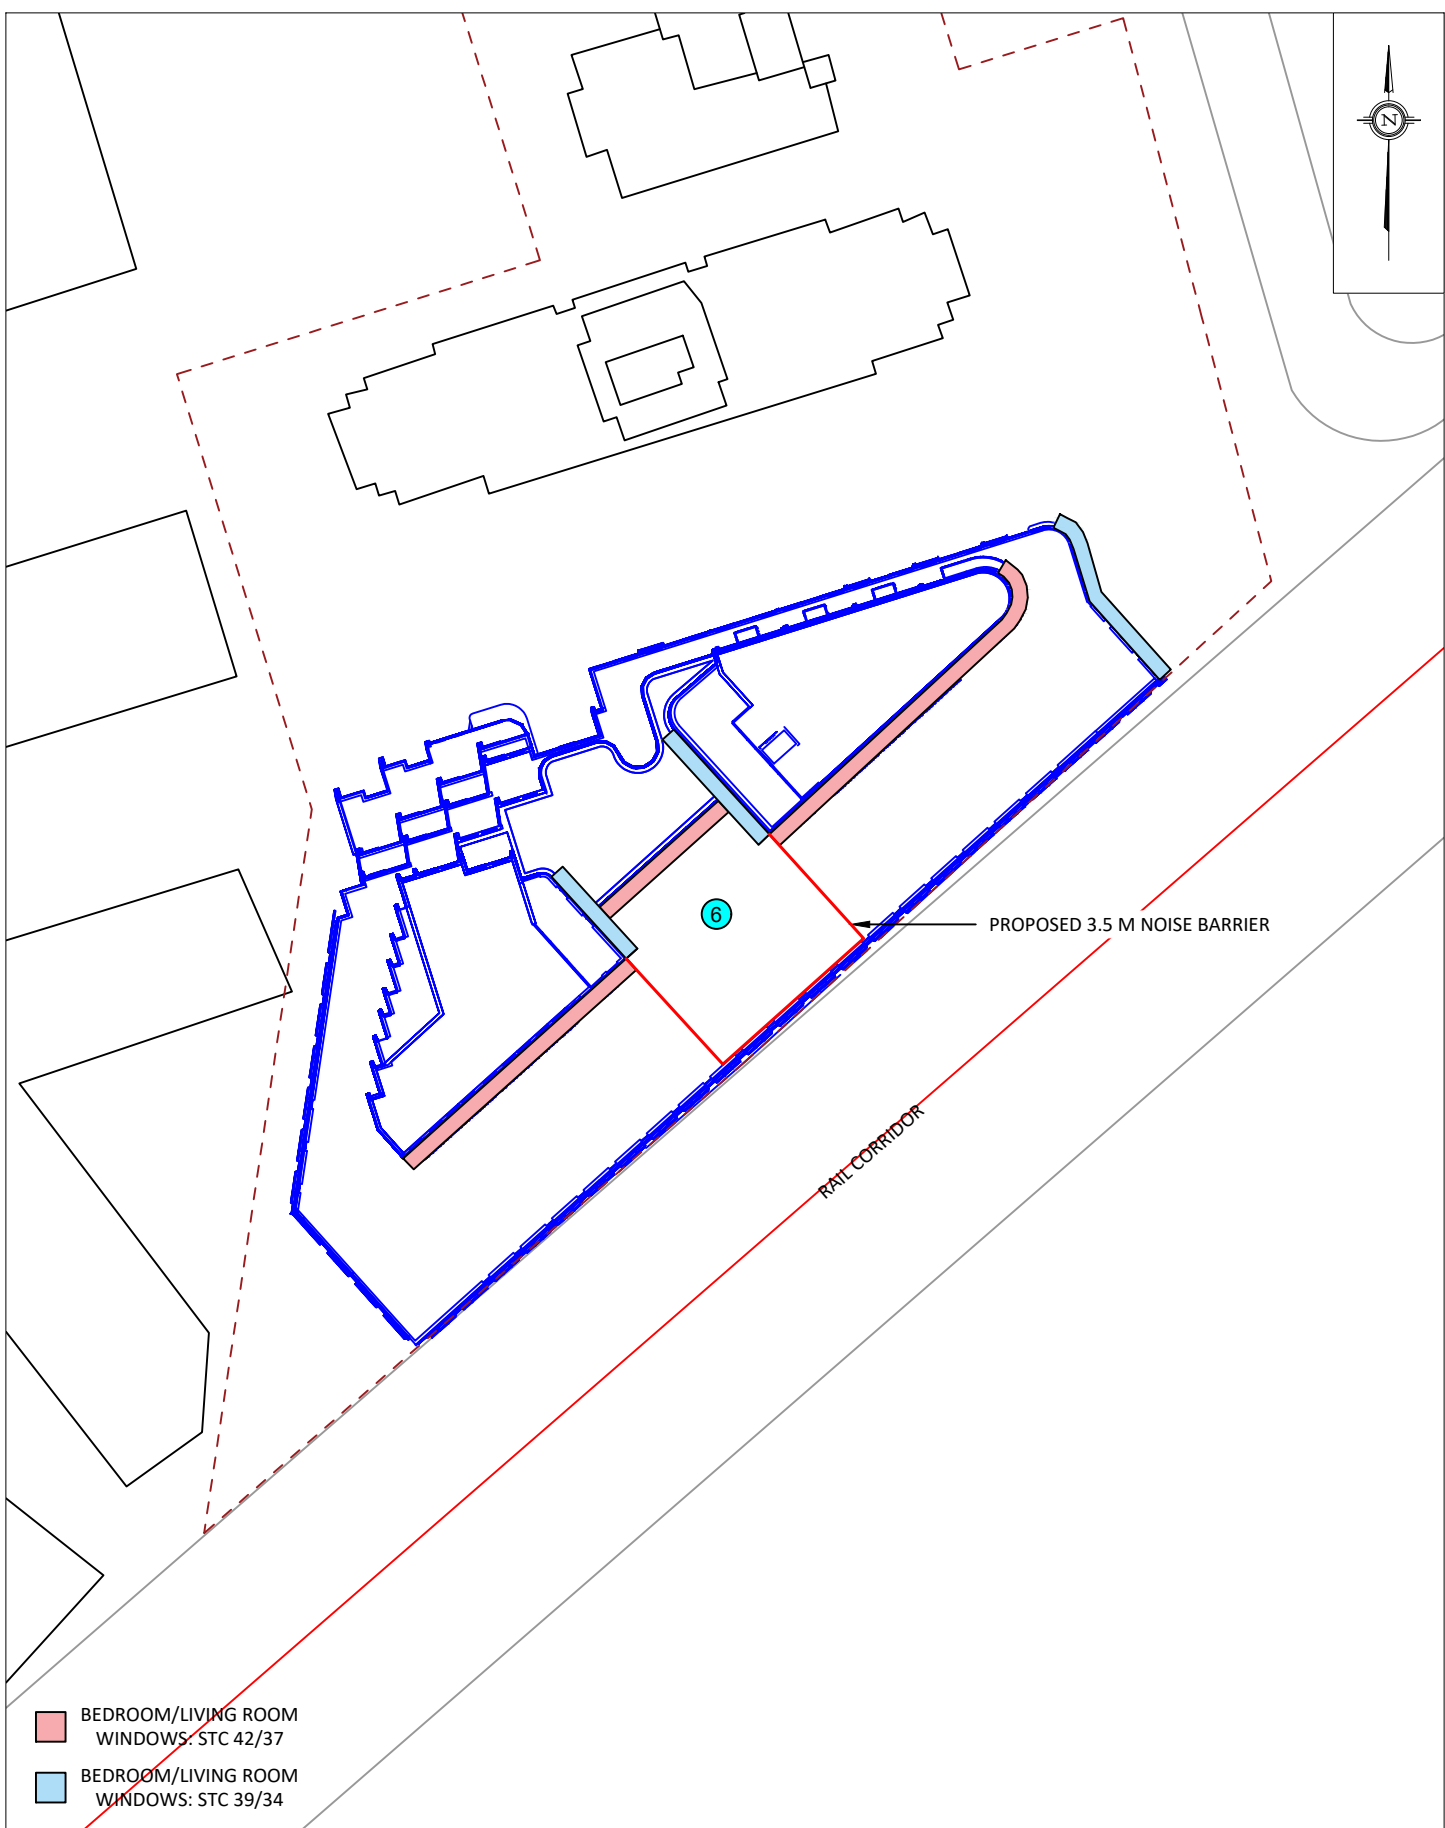 N
6
PROPOSED 3.5 M NOISE BARRIER
RAIL CORRIDOR
BEDROOM/LIVING ROOM
WINDOWS: STC 42/37
BEDROOM/LIVING ROOM
WINDOWS: STC 39/34